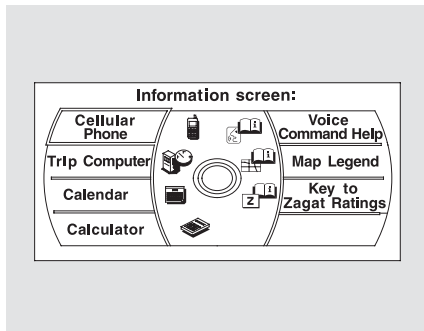 Information screen:
Cellular
Phone
Trip Computer
Calendar
Calculator
Voice
Command Help
Map Legend
Key to
Zagat Ratings
Z